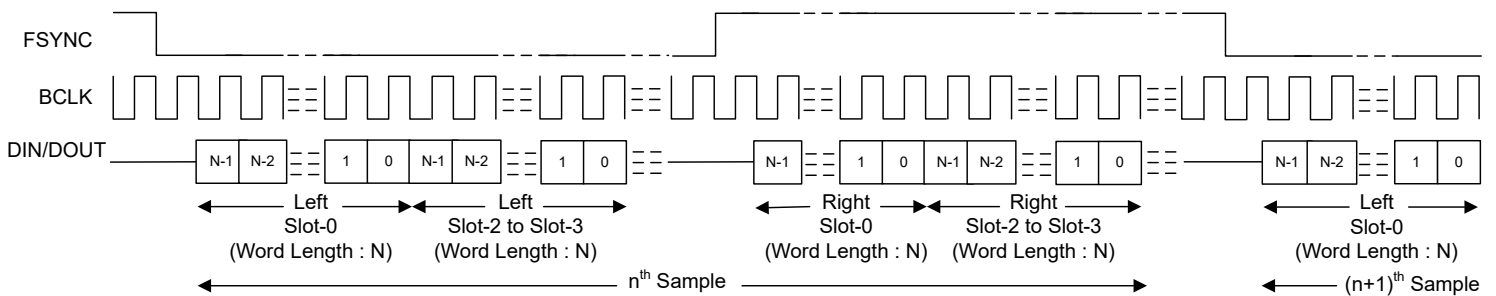 FSYNC
BCLK
DIN/DOUT
N-1 N-2 1 0 N-1 N-2 1 0 N-1 1 0 N-1 N-2 1 0 N-1 N-2 1 0
Left Left Right Right Left
Slot-0 Slot-2 to Slot-3 Slot-0 Slot-2 to Slot-3 Slot-0
(Word Length : N) (Word Length : N) (Word Length : N) (Word Length : N) (Word Length : N)
nth Sample (n+1)th Sample